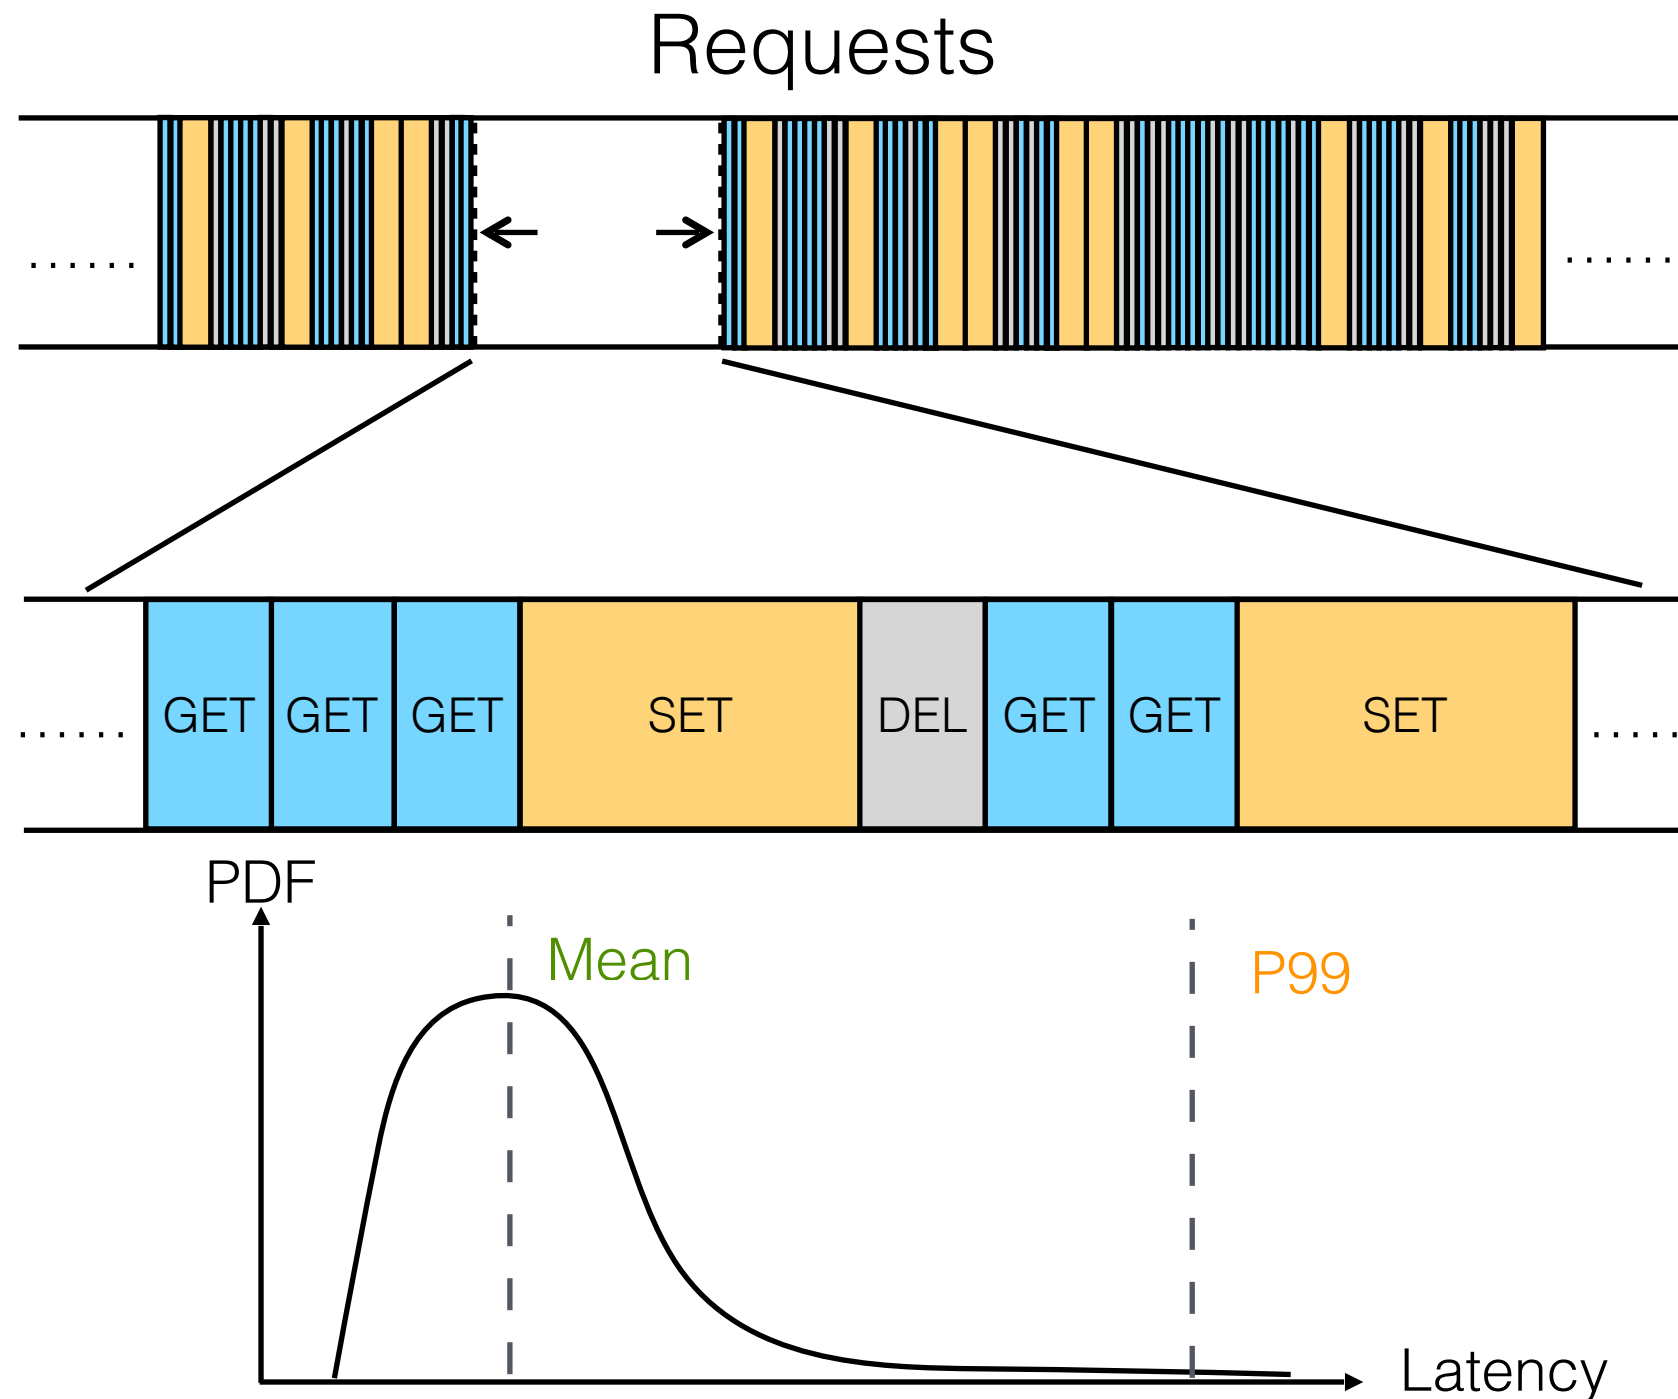 Requests
...... ......
...... GET GET GET SET DEL GET GET SET .....
PDF
Mean
P99
Latency